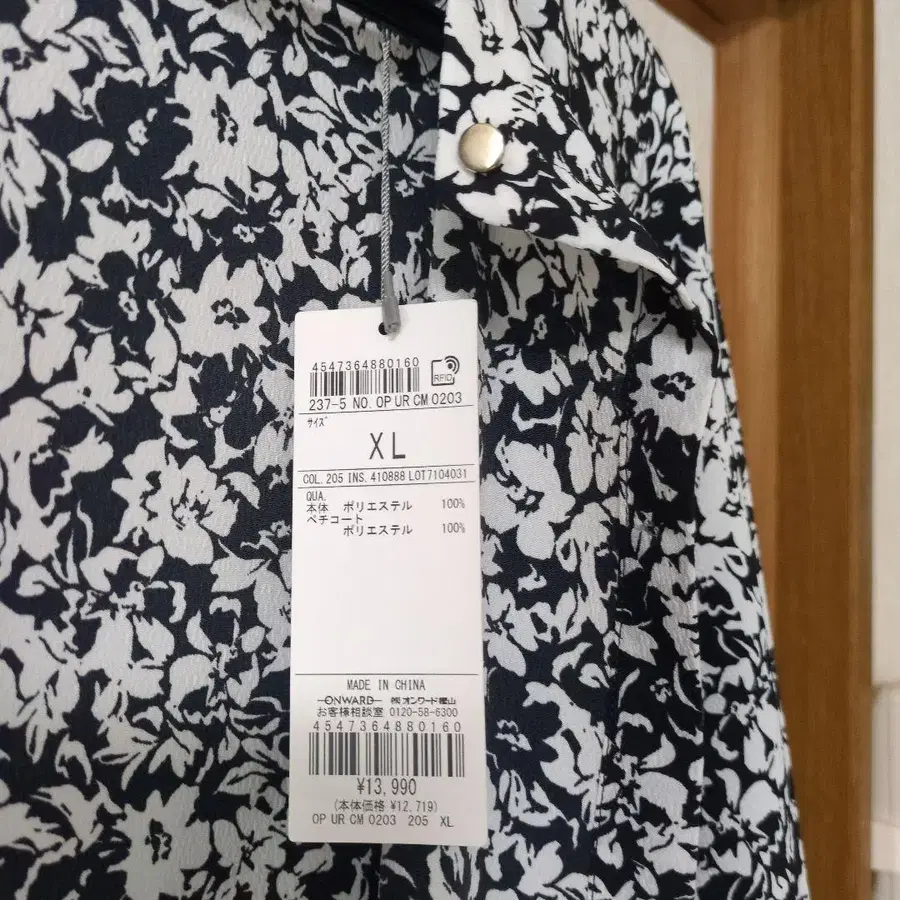 4547364880160
RFID
237-5 NO. OP UR CM 0203
サイズ
XL
COL. 205 INS. 410888 LOT7104031
QUA.
本体 ポリエステル 100%
ペチコート
ポリエステル 100%
MADE IN CHINA
ONWARD ㈱オンワード樫山
お客様相談室 0120-58-6300
4547364880160
¥13,990
(本体価格 ¥12,719)
OP UR CM 0203 205 XL